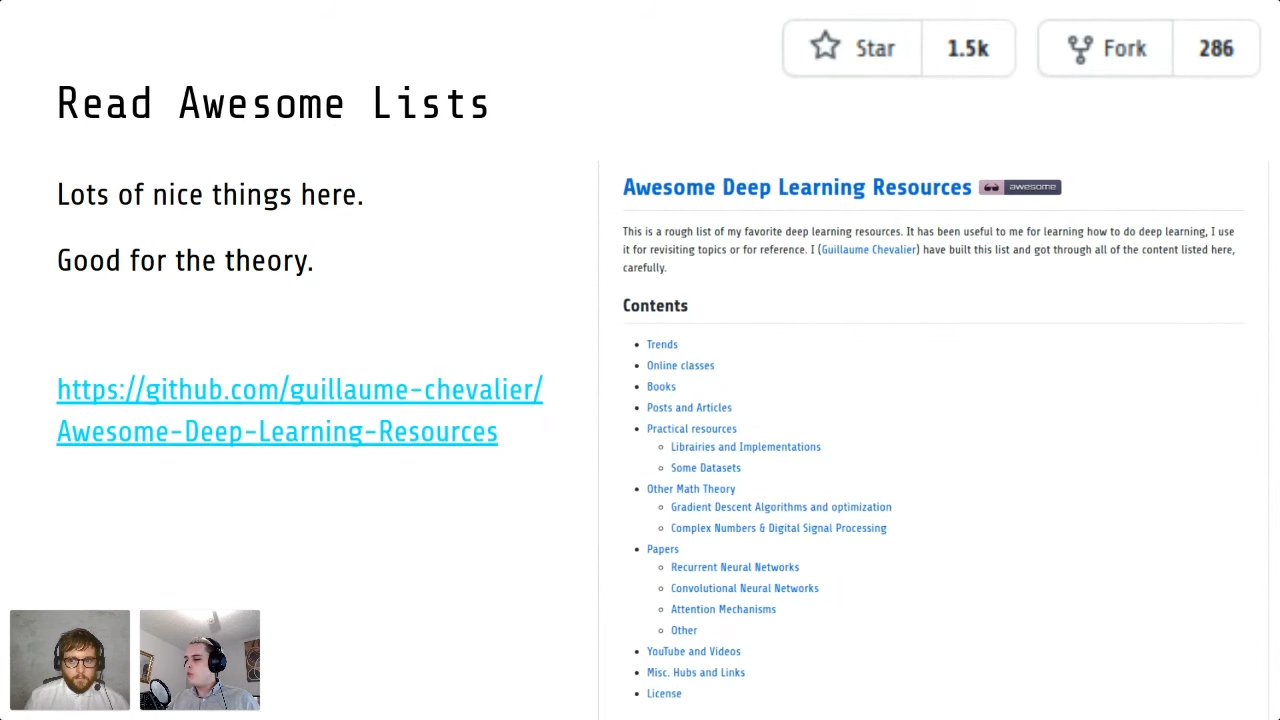 Star 1.5k Fork 286
Read Awesome Lists
Lots of nice things here.
Good for the theory.
https://github.com/guillaume-chevalier/
Awesome-Deep-Learning-Resources
Awesome Deep Learning Resources awesome
This is a rough list of my favorite deep learning resources. It has been useful to me for learning how to do deep learning, I use
it for revisiting topics or for reference. I (Guillaume Chevalier) have built this list and got through all of the content listed here,
carefully.
Contents
Trends
Online classes
Books
Posts and Articles
Practical resources
Librairies and Implementations
Some Datasets
Other Math Theory
Gradient Descent Algorithms and optimization
Complex Numbers & Digital Signal Processing
Papers
Recurrent Neural Networks
Convolutional Neural Networks
Attention Mechanisms
Other
YouTube and Videos
Misc. Hubs and Links
License